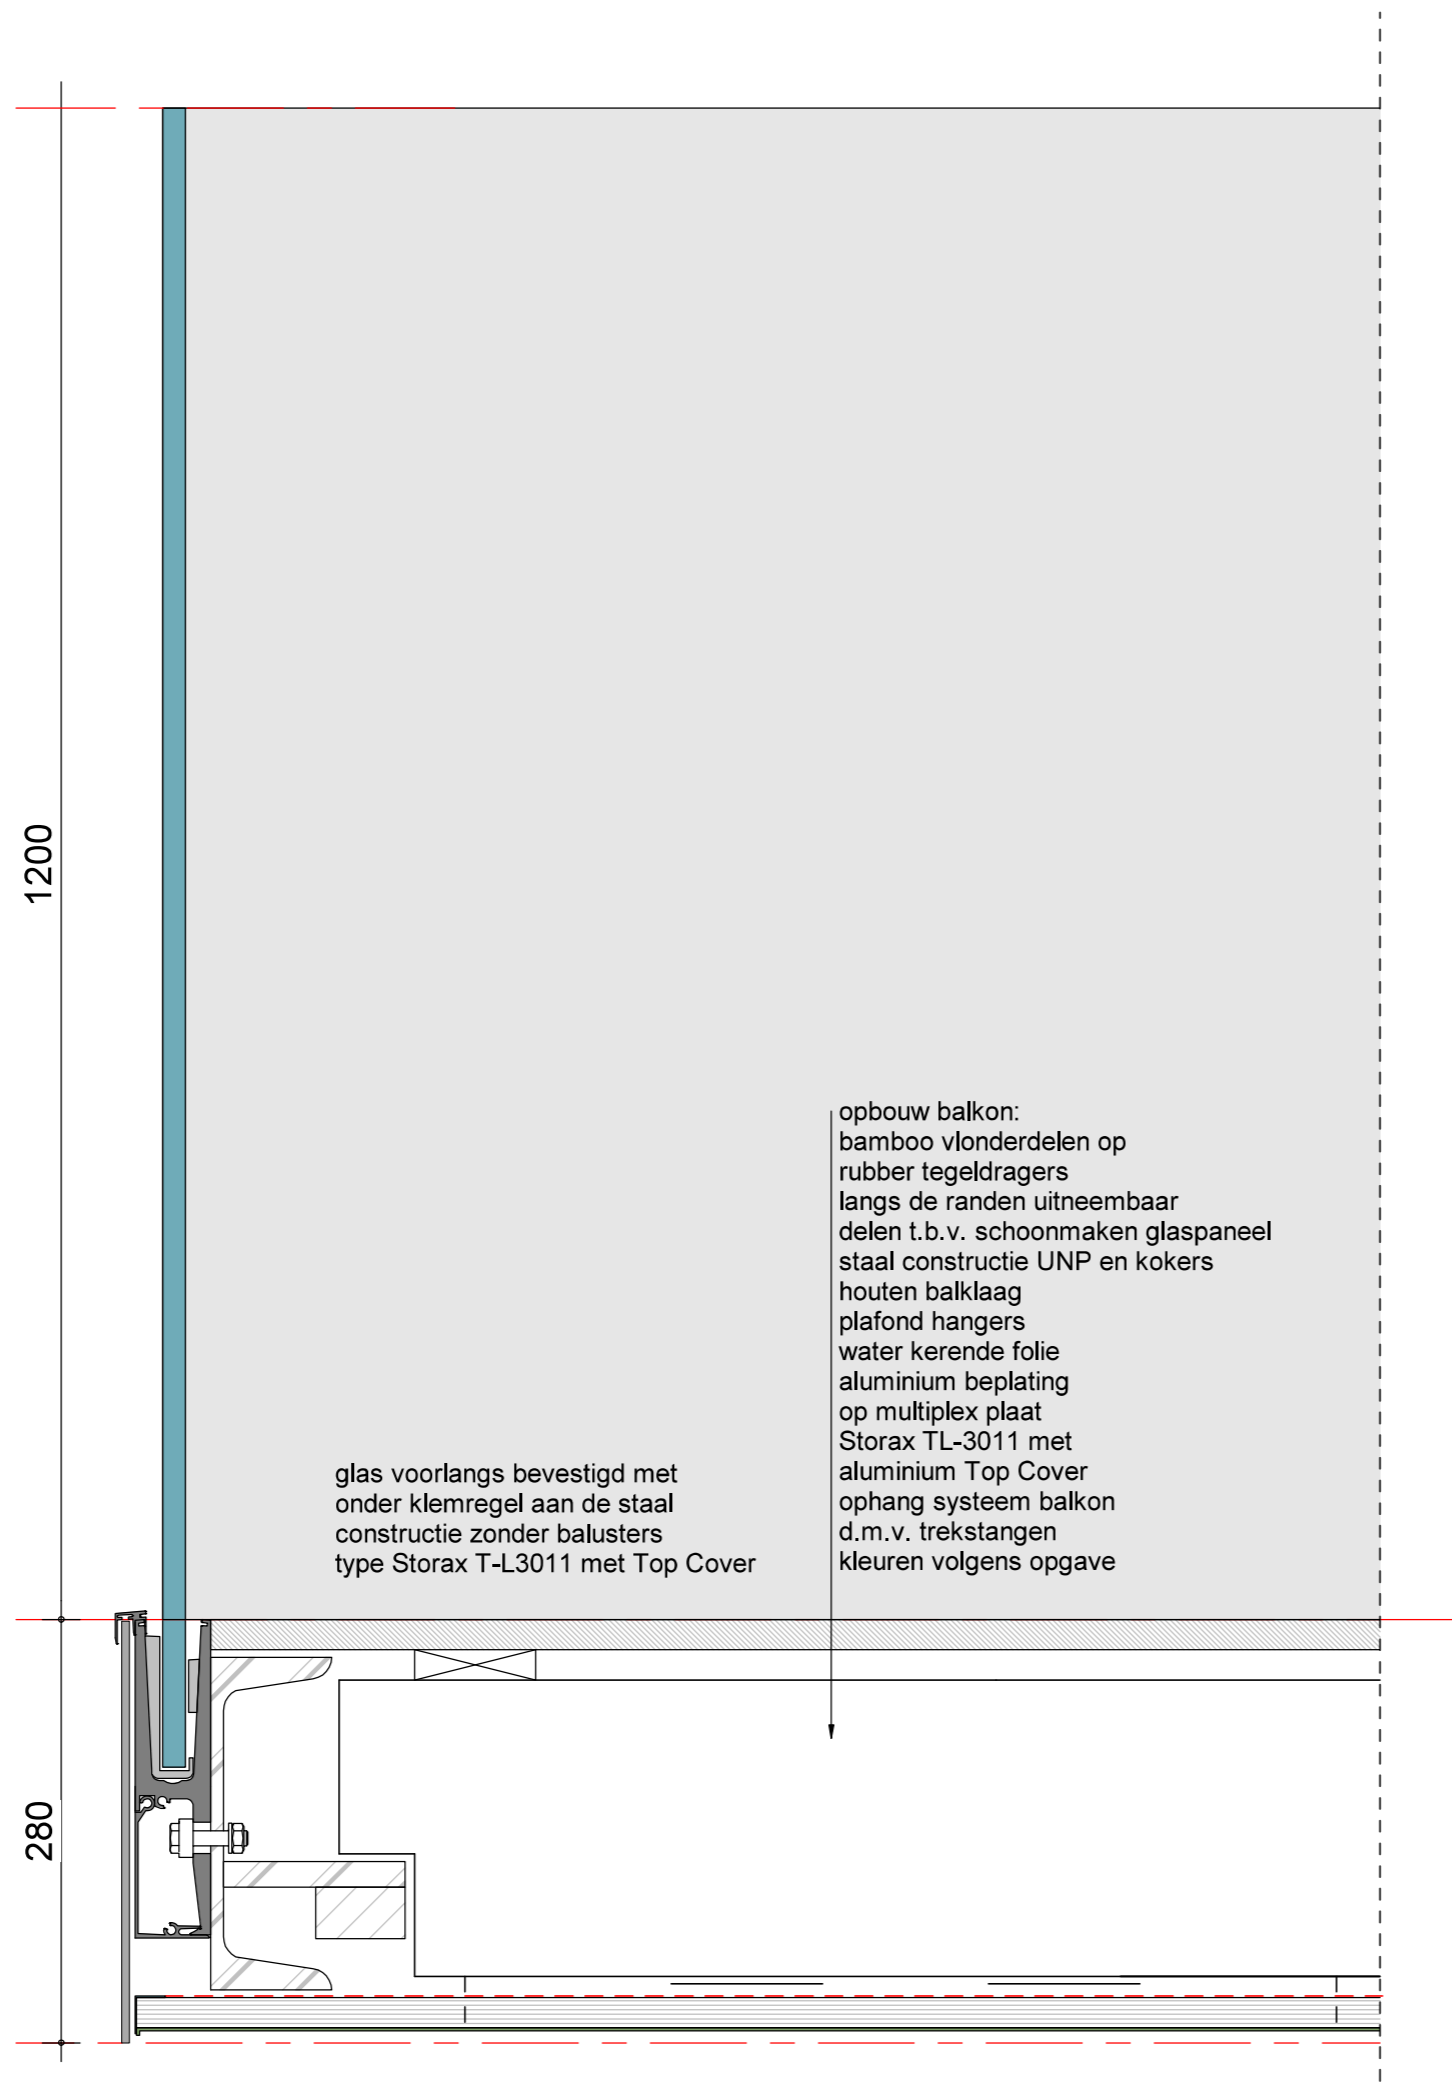 1200
opbouw balkon:
bamboo vlonderdelen op
rubber tegeldragers
langs de randen uitneembaar
delen t.b.v. schoonmaken glaspaneel
staal constructie UNP en kokers
houten balklaag
plafond hangers
water kerende folie
aluminium beplating
op multiplex plaat
Storax TL-3011 met
aluminium Top Cover
ophang systeem balkon
d.m.v. trekstangen
kleuren volgens opgave
glas voorlangs bevestigd met
onder klemregel aan de staal
constructie zonder balusters
type Storax T-L3011 met Top Cover
280